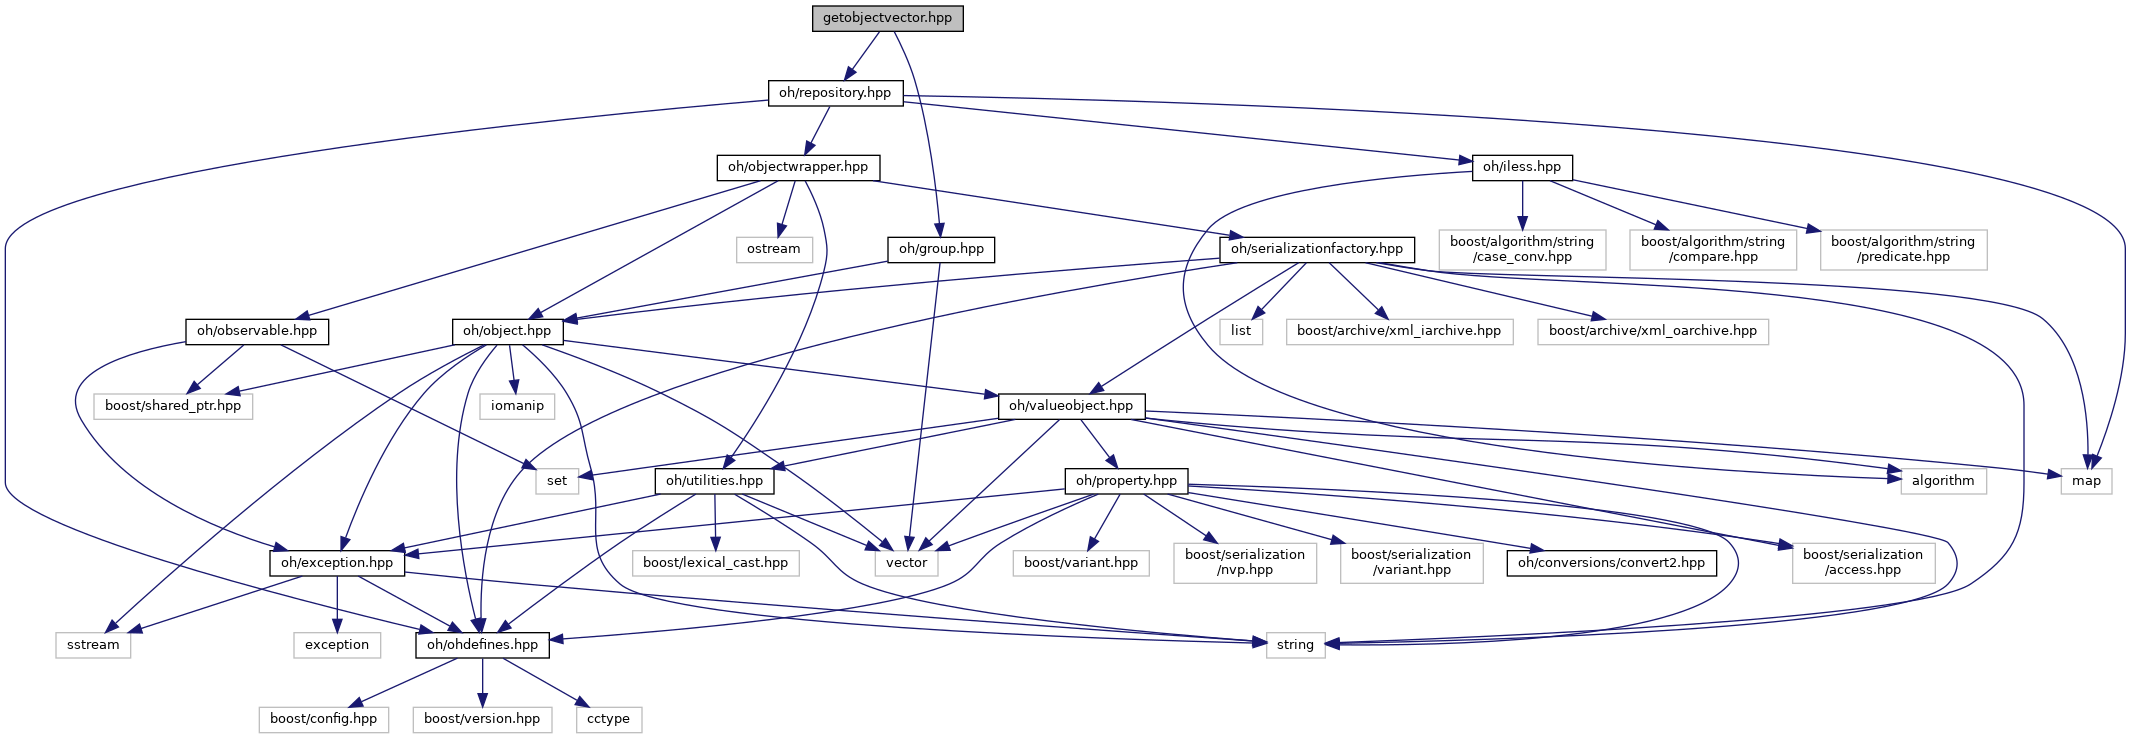 getobjectvector.hpp
oh/repository.hpp
oh/objectwrapper.hpp
oh/iless.hpp
ostream
oh/group.hpp
oh/serializationfactory.hpp
boost/algorithm/string
/case_conv.hpp
boost/algorithm/string
/compare.hpp
boost/algorithm/string
/predicate.hpp
oh/observable.hpp
oh/object.hpp
list
boost/archive/xml_iarchive.hpp
boost/archive/xml_oarchive.hpp
boost/shared_ptr.hpp
iomanip
oh/valueobject.hpp
set
oh/utilities.hpp
oh/property.hpp
algorithm
map
oh/exception.hpp
boost/lexical_cast.hpp
vector
boost/variant.hpp
boost/serialization
/nvp.hpp
boost/serialization
/variant.hpp
oh/conversions/convert2.hpp
boost/serialization
/access.hpp
sstream
exception
oh/ohdefines.hpp
string
boost/config.hpp
boost/version.hpp
cctype